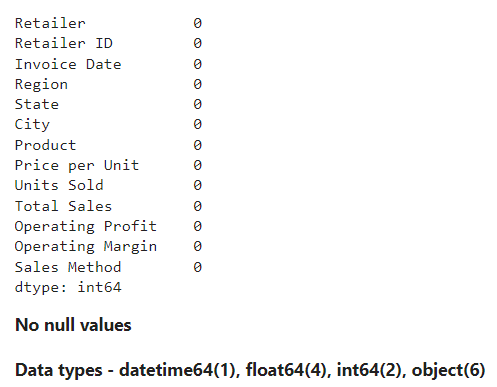 Retailer 0
Retailer ID 0
Invoice Date 0
Region 0
State 0
City 0
Product 0
Price per Unit 0
Units Sold 0
Total Sales 0
Operating Profit 0
Operating Margin 0
Sales Method 0
dtype: int64
No null values
Data types - datetime64(1), float64(4), int64(2), object(6)